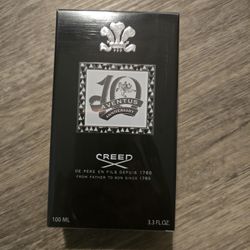 10
AVENTUS
ANNIVERSARY
CREED
DE PERE EN FILS DEPUIS 1760
FROM FATHER TO SON SINCE 1760
100 ML
3.3 FL.OZ.